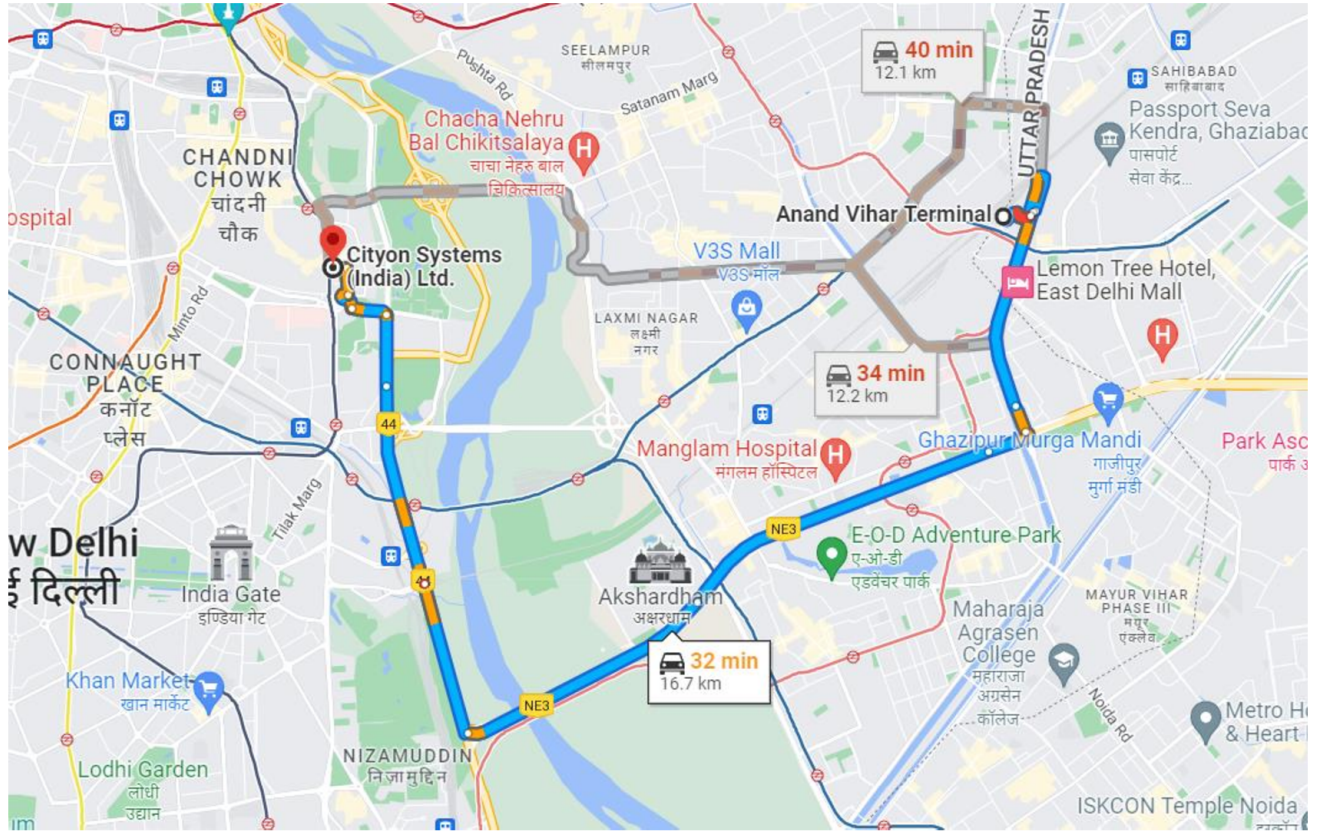 SEELAMPUR
सीलमपुर
Pushta Rd
Satanam Marg
40 min
12.1 km
UTTAR PRADESH
SAHIBABAD
साहिबाबाद
Passport Seva
Kendra, Ghaziabad
पासपोर्ट
सेवा केंद्र...
Chacha Nehru
Bal Chikitsalaya
चाचा नेहरु बाल
चिकित्सालय
H
CHANDNI
CHOWK
चांदनी
चौक
ospital
Anand Vihar Terminal
Cityon Systems
(India) Ltd.
V3S Mall
V3S मॉल
Lemon Tree Hotel,
East Delhi Mall
H
Minto Rd
LAXMI NAGAR
लक्ष्मी
नगर
CONNAUGHT
PLACE
कनॉट
प्लेस
34 min
12.2 km
44
Manglam Hospital
मंगलम हॉस्पिटल
H
Ghazipur Murga Mandi
गाजीपुर
मुर्गा मंडी
Park Asc
पार्क
Tilak Marg
NE3
w Delhi
दिल्ली
India Gate
इण्डिया गेट
44
Akshardham
अक्षरधाम
E-O-D Adventure Park
ए-ओ-डी
एडवेंचर पार्क
MAYUR VIHAR
PHASE III
मयूर
एंक्लेव
Maharaja
Agrasen
College
महाराजा
अग्रसेन
कॉलेज
32 min
16.7 km
Khan Market
खान मार्केट
NE3
Noida Rd
Metro Ho
& Heart
NIZAMUDDIN
निज़ामुद्दिन
Lodhi Garden
लोधी
उद्यान
ISKCON Temple Noida
um